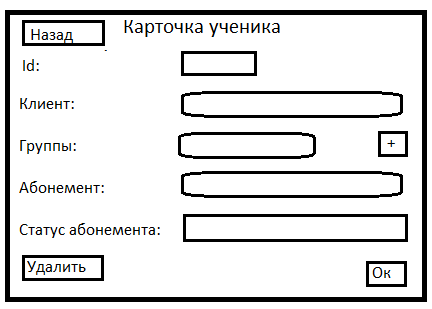 Назад
Карточка ученика
Id:
Клиент:
Группы:
+
Абонемент:
Статус абонемента:
Удалить
Ок